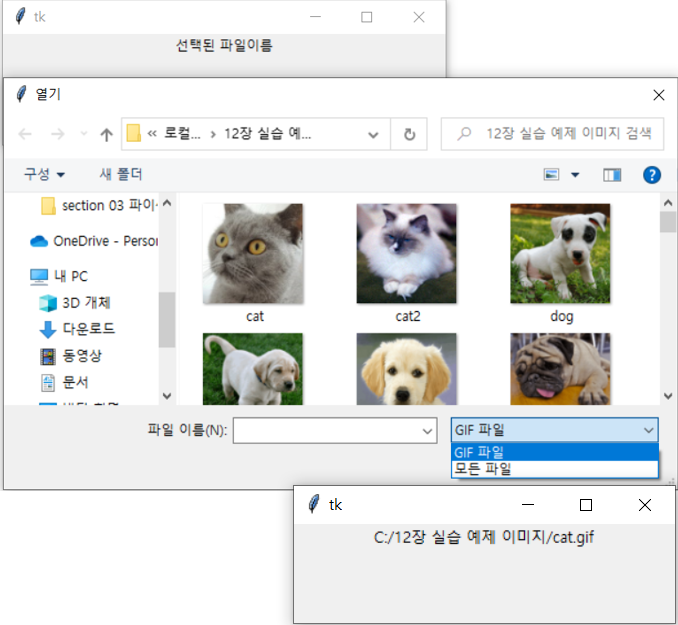 tk
선택된 파일이름
열기
« 로컬... › 12장 실습 예...
12장 실습 예제 이미지 검색
구성
새 폴더
section 03 파이
OneDrive - Person
내 PC
3D 개체
다운로드
동영상
문서
cat
cat2
dog
파일 이름(N):
GIF 파일
GIF 파일
모든 파일
tk
C:/12장 실습 예제 이미지/cat.gif